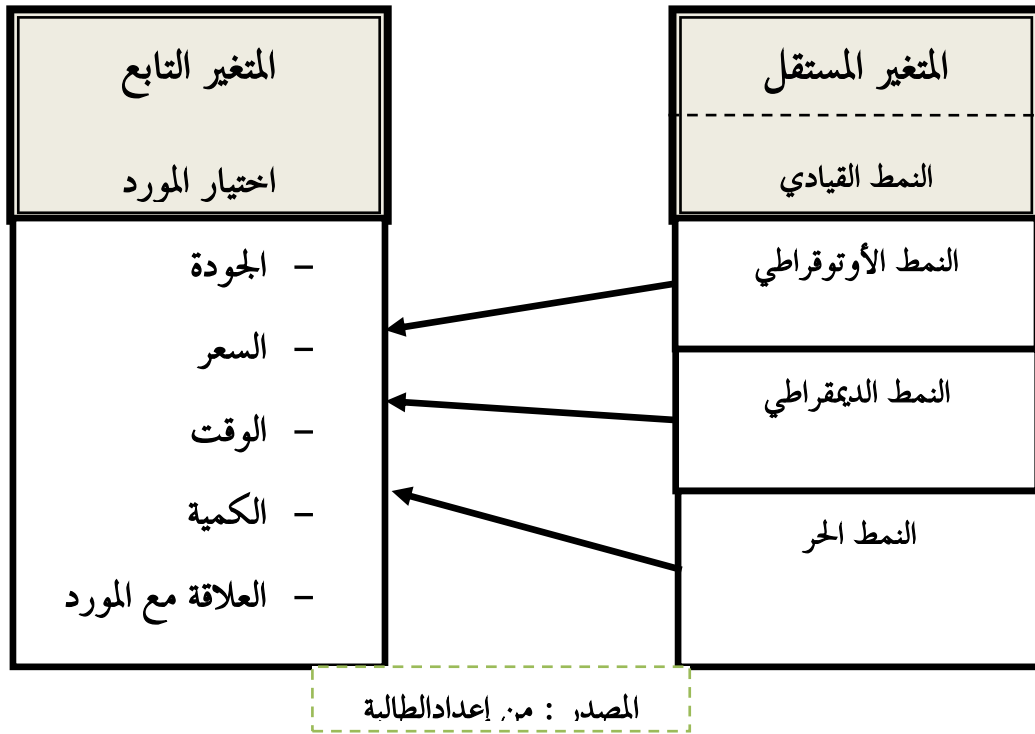 المتغير المستقل
النمط القيادي
النمط الأوتوقراطي
النمط الديمقراطي
النمط الحر
المتغير التابع
اختيار المورد
– الجودة
– السعر
– الوقت
– الكمية
– العلاقة مع المورد
المصدر : من إعدادالطالبة